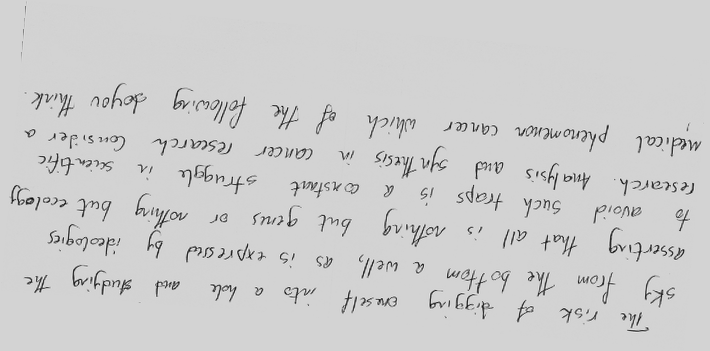 The risk of digging oneself into a hole and studying the
sky from the bottom a well, as is expressed by ideologies
asserting that all is nothing but genes or nothing but ecology
to avoid such traps is a constant struggle in scientific
research. Analysis and synthesis in cancer research Consider a
medical phenomenon cancer which of the following do you think.